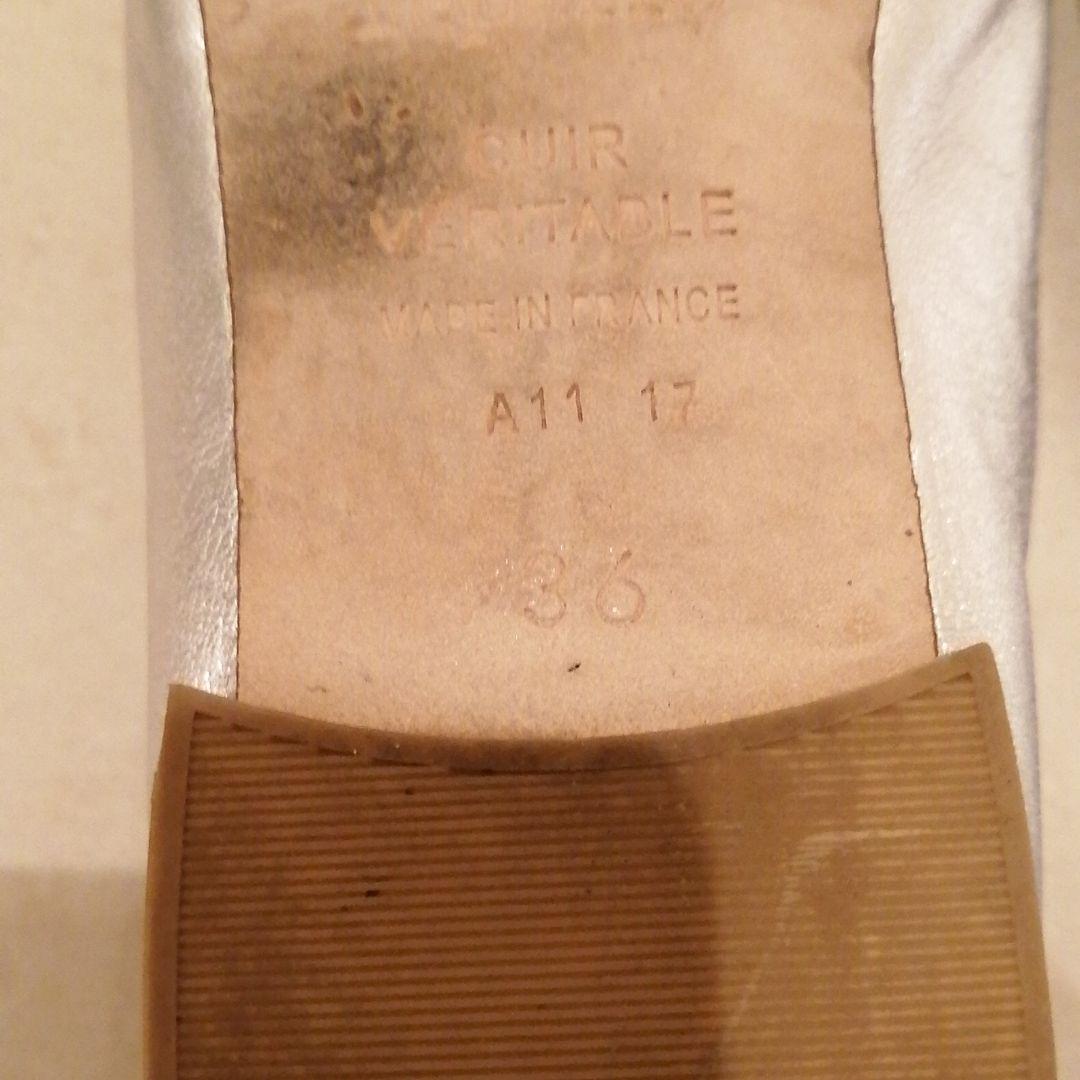 CUIR
VERITABLE
MADE IN FRANCE
A11 17
36